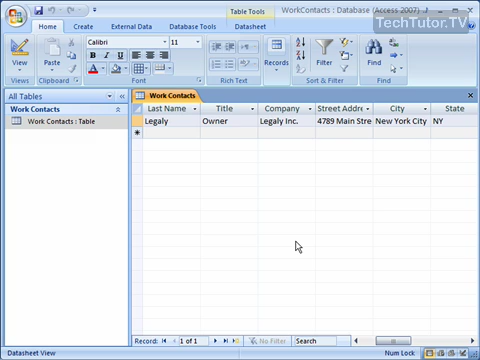 Table Tools
WorkContacts : Database (Access 2007)
TechTutor.TV
Home
Create
External Data
Database Tools
Datasheet
View
Paste
Calibri
11
B I U
Records
Find
Views
Clipboard
Font
Rich Text
Sort & Filter
Find
All Tables
Work Contacts
Work Contacts : Table
Work Contacts
Last Name
Title
Company
Street Addre
City
State
Legaly
Owner
Legaly Inc.
4789 Main Stre
New York City
NY
Record:
1 of 1
No Filter
Search
Datasheet View
Num Lock